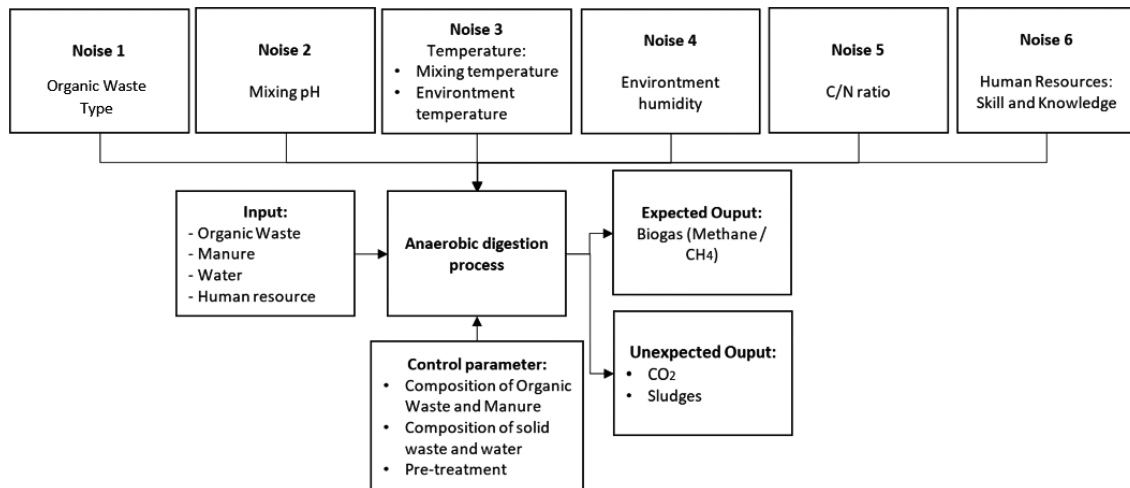 Noise 1
Organic Waste
Type
Noise 2
Mixing pH
Noise 3
Temperature:
• Mixing temperature
• Environtment
temperature
Noise 4
Environtment
humidity
Noise 5
C/N ratio
Noise 6
Human Resources:
Skill and Knowledge
Input:
- Organic Waste
- Manure
- Water
- Human resource
Anaerobic digestion
process
Expected Ouput:
Biogas (Methane /
CH4)
Control parameter:
• Composition of Organic
Waste and Manure
• Composition of solid
waste and water
• Pre-treatment
Unexpected Ouput:
• CO2
• Sludges